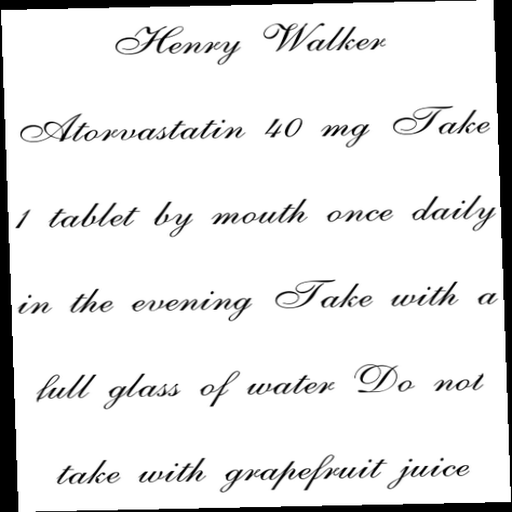 Henry Walker
Atorvastatin 40 mg Take
1 tablet by mouth once daily
in the evening Take with a
full glass of water Do not
take with grapefruit juice